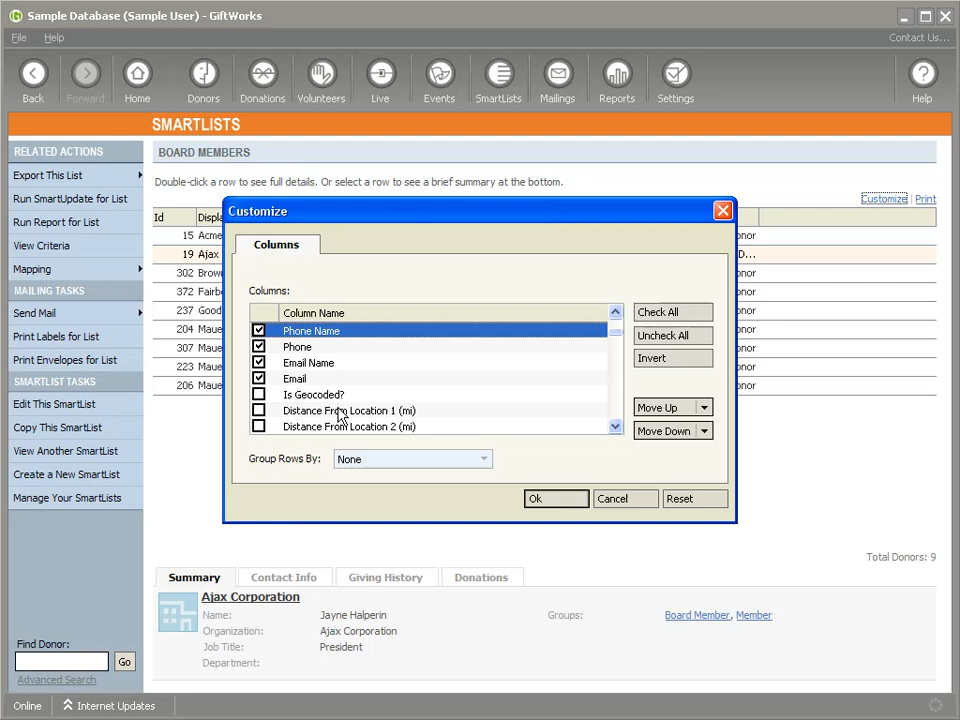 Sample Database (Sample User) - GiftWorks
File Help Contact Us...
Back Forward Home Donors Donations Volunteers Live Events SmartLists Mailings Reports Settings Help
SMARTLISTS
RELATED ACTIONS
Export This List
Run SmartUpdate for List
Run Report for List
View Criteria
Mapping
MAILING TASKS
Send Mail
Print Labels for List
Print Envelopes for List
SMARTLIST TASKS
Edit This SmartList
Copy This SmartList
View Another SmartList
Create a New SmartList
Manage Your SmartLists
Find Donor:
Go
Advanced Search
BOARD MEMBERS
Double-click a row to see full details. Or select a row to see a brief summary at the bottom.
Customize | Print
Id Displa
15 Acme onor
19 Ajax D...
302 Brow onor
372 Fairb onor
237 Good onor
204 Maue onor
307 Maue onor
223 Maue onor
206 Maue onor
Customize
Columns
Columns:
Column Name
Phone Name
Phone
Email Name
Email
Is Geocoded?
Distance From Location 1 (mi)
Distance From Location 2 (mi)
Check All
Uncheck All
Invert
Move Up
Move Down
Group Rows By: None
Ok Cancel Reset
Total Donors: 9
Summary Contact Info Giving History Donations
Ajax Corporation
Name: Jayne Halperin Groups: Board Member, Member
Organization: Ajax Corporation
Job Title: President
Department:
Online Internet Updates